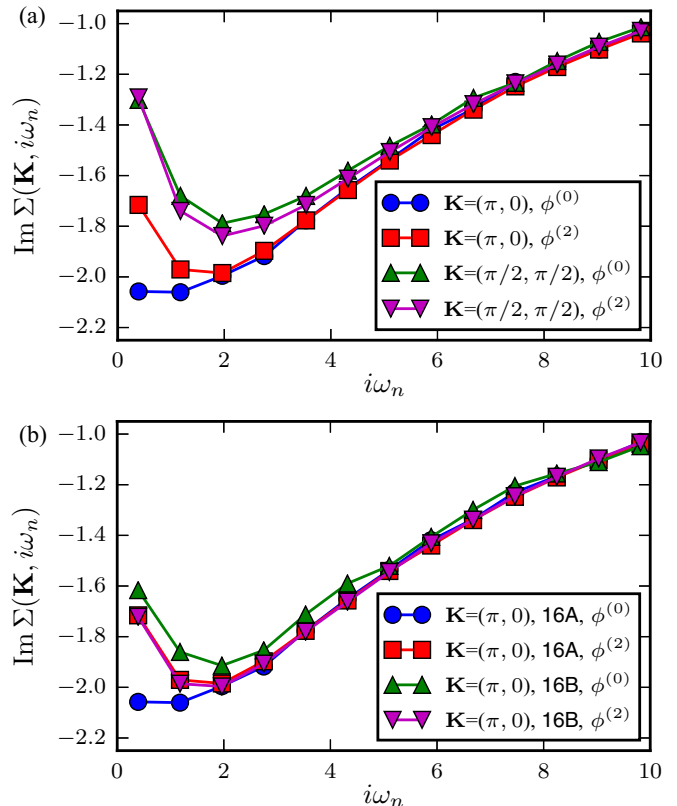 (a)
−1.0
−1.2
−1.4
−1.6
−1.8
−2.0
−2.2
Im Σ(K, iωₙ)
K=(π, 0), ϕ⁽⁰⁾
K=(π, 0), ϕ⁽²⁾
K=(π/2, π/2), ϕ⁽⁰⁾
K=(π/2, π/2), ϕ⁽²⁾
0 2 4 6 8 10
iωₙ
(b)
−1.0
−1.2
−1.4
−1.6
−1.8
−2.0
−2.2
Im Σ(K, iωₙ)
K=(π, 0), 16A, ϕ⁽⁰⁾
K=(π, 0), 16A, ϕ⁽²⁾
K=(π, 0), 16B, ϕ⁽⁰⁾
K=(π, 0), 16B, ϕ⁽²⁾
0 2 4 6 8 10
iωₙ